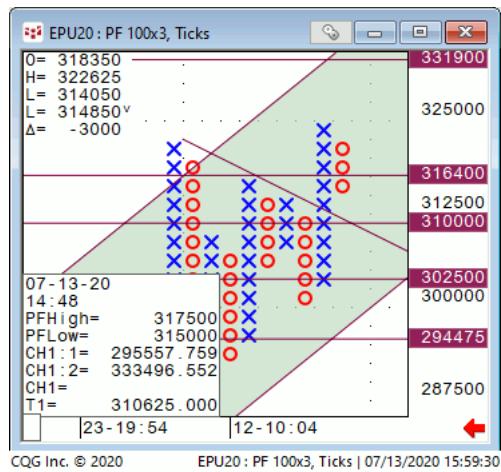 EPU20 : PF 100x3, Ticks
O= 318350
H= 322625
L= 314050
L= 314850v
Δ= -3000
331900
325000
316400
312500
310000
302500
300000
294475
287500
07-13-20
14:48
PFHigh= 317500
PFLow= 315000
CH1:1= 295557.759
CH1:2= 333496.552
CH1=
T1= 310625.000
23-19:54
12-10:04
CQG Inc. © 2020
EPU20 : PF 100x3, Ticks | 07/13/2020 15:59:30